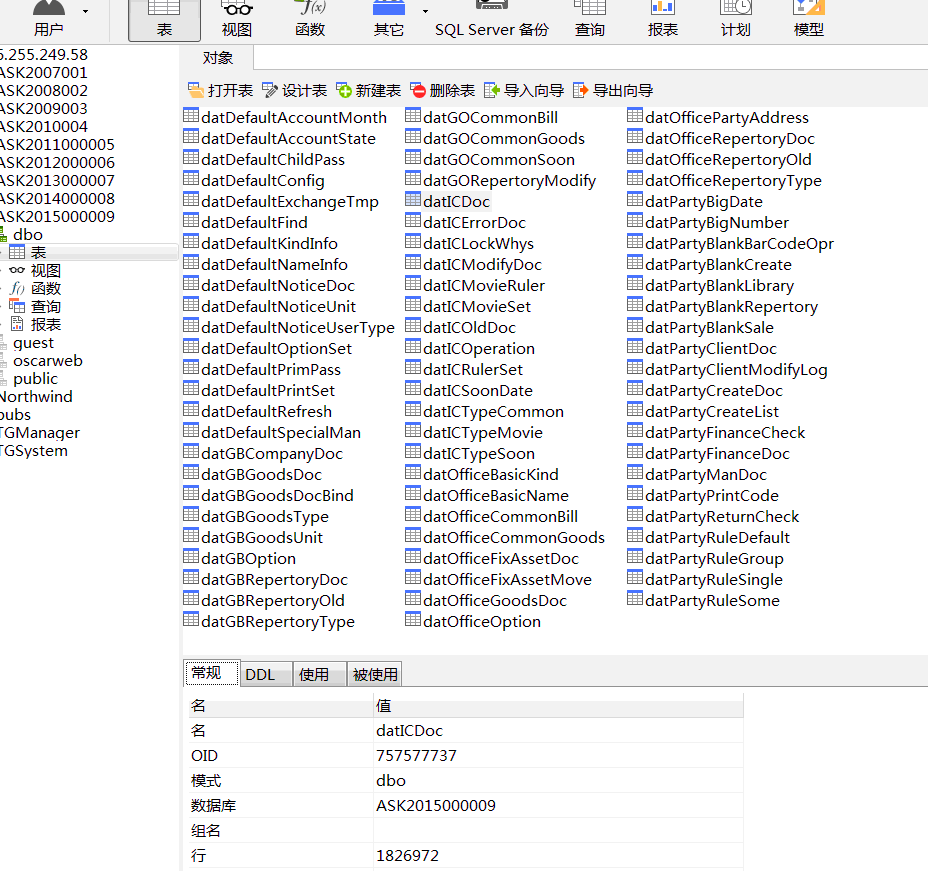 用户 表 视图 函数 其它 SQL Server 备份 查询 报表 计划 模型
对象
打开表 设计表 新建表 删除表 导入向导 导出向导
5.255.249.58
ASK2007001
ASK2008002
ASK2009003
ASK2010004
ASK2011000005
ASK2012000006
ASK2013000007
ASK2014000008
ASK2015000009
dbo
表
视图
f() 函数
查询
报表
guest
oscarweb
public
Northwind
pubs
TGManager
TGSystem
datDefaultAccountMonth
datDefaultAccountState
datDefaultChildPass
datDefaultConfig
datDefaultExchangeTmp
datDefaultFind
datDefaultKindInfo
datDefaultNameInfo
datDefaultNoticeDoc
datDefaultNoticeUnit
datDefaultNoticeUserType
datDefaultOptionSet
datDefaultPrimPass
datDefaultPrintSet
datDefaultRefresh
datDefaultSpecialMan
datGBCompanyDoc
datGBGoodsDoc
datGBGoodsDocBind
datGBGoodsType
datGBGoodsUnit
datGBOption
datGBRepertoryDoc
datGBRepertoryOld
datGBRepertoryType
datGOCommonBill
datGOCommonGoods
datGOCommonSoon
datGORepertoryModify
datICDoc
datICErrorDoc
datICLockWhys
datICModifyDoc
datICMovieRuler
datICMovieSet
datICOldDoc
datICOperation
datICRulerSet
datICSoonDate
datICTypeCommon
datICTypeMovie
datICTypeSoon
datOfficeBasicKind
datOfficeBasicName
datOfficeCommonBill
datOfficeCommonGoods
datOfficeFixAssetDoc
datOfficeFixAssetMove
datOfficeGoodsDoc
datOfficeOption
datOfficePartyAddress
datOfficeRepertoryDoc
datOfficeRepertoryOld
datOfficeRepertoryType
datPartyBigDate
datPartyBigNumber
datPartyBlankBarCodeOpr
datPartyBlankCreate
datPartyBlankLibrary
datPartyBlankRepertory
datPartyBlankSale
datPartyClientDoc
datPartyClientModifyLog
datPartyCreateDoc
datPartyCreateList
datPartyFinanceCheck
datPartyFinanceDoc
datPartyManDoc
datPartyPrintCode
datPartyReturnCheck
datPartyRuleDefault
datPartyRuleGroup
datPartyRuleSingle
datPartyRuleSome
常规 DDL 使用 被使用
名 值
名 datICDoc
OID 757577737
模式 dbo
数据库 ASK2015000009
组名
行 1826972